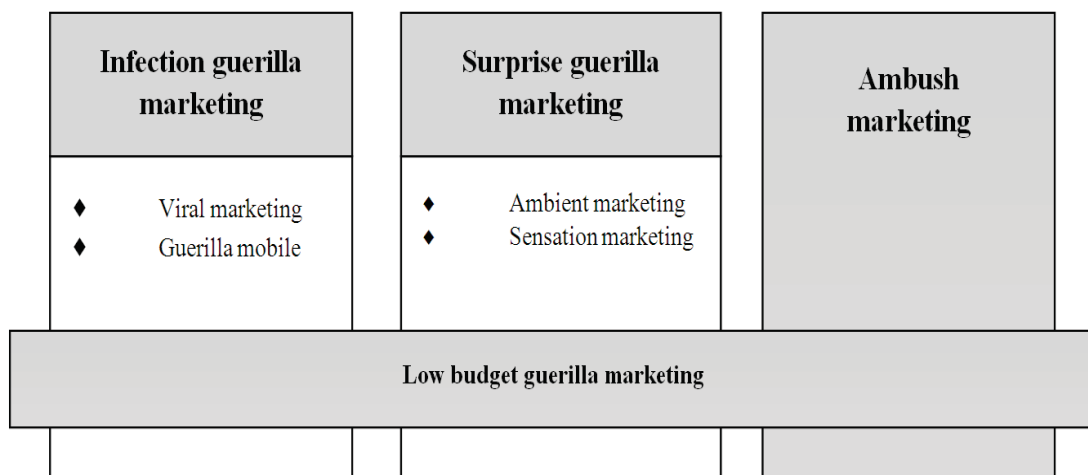 Infection guerilla
marketing
♦ Viral marketing
♦ Guerilla mobile
Surprise guerilla
marketing
♦ Ambient marketing
♦ Sensation marketing
Ambush
marketing
Low budget guerilla marketing